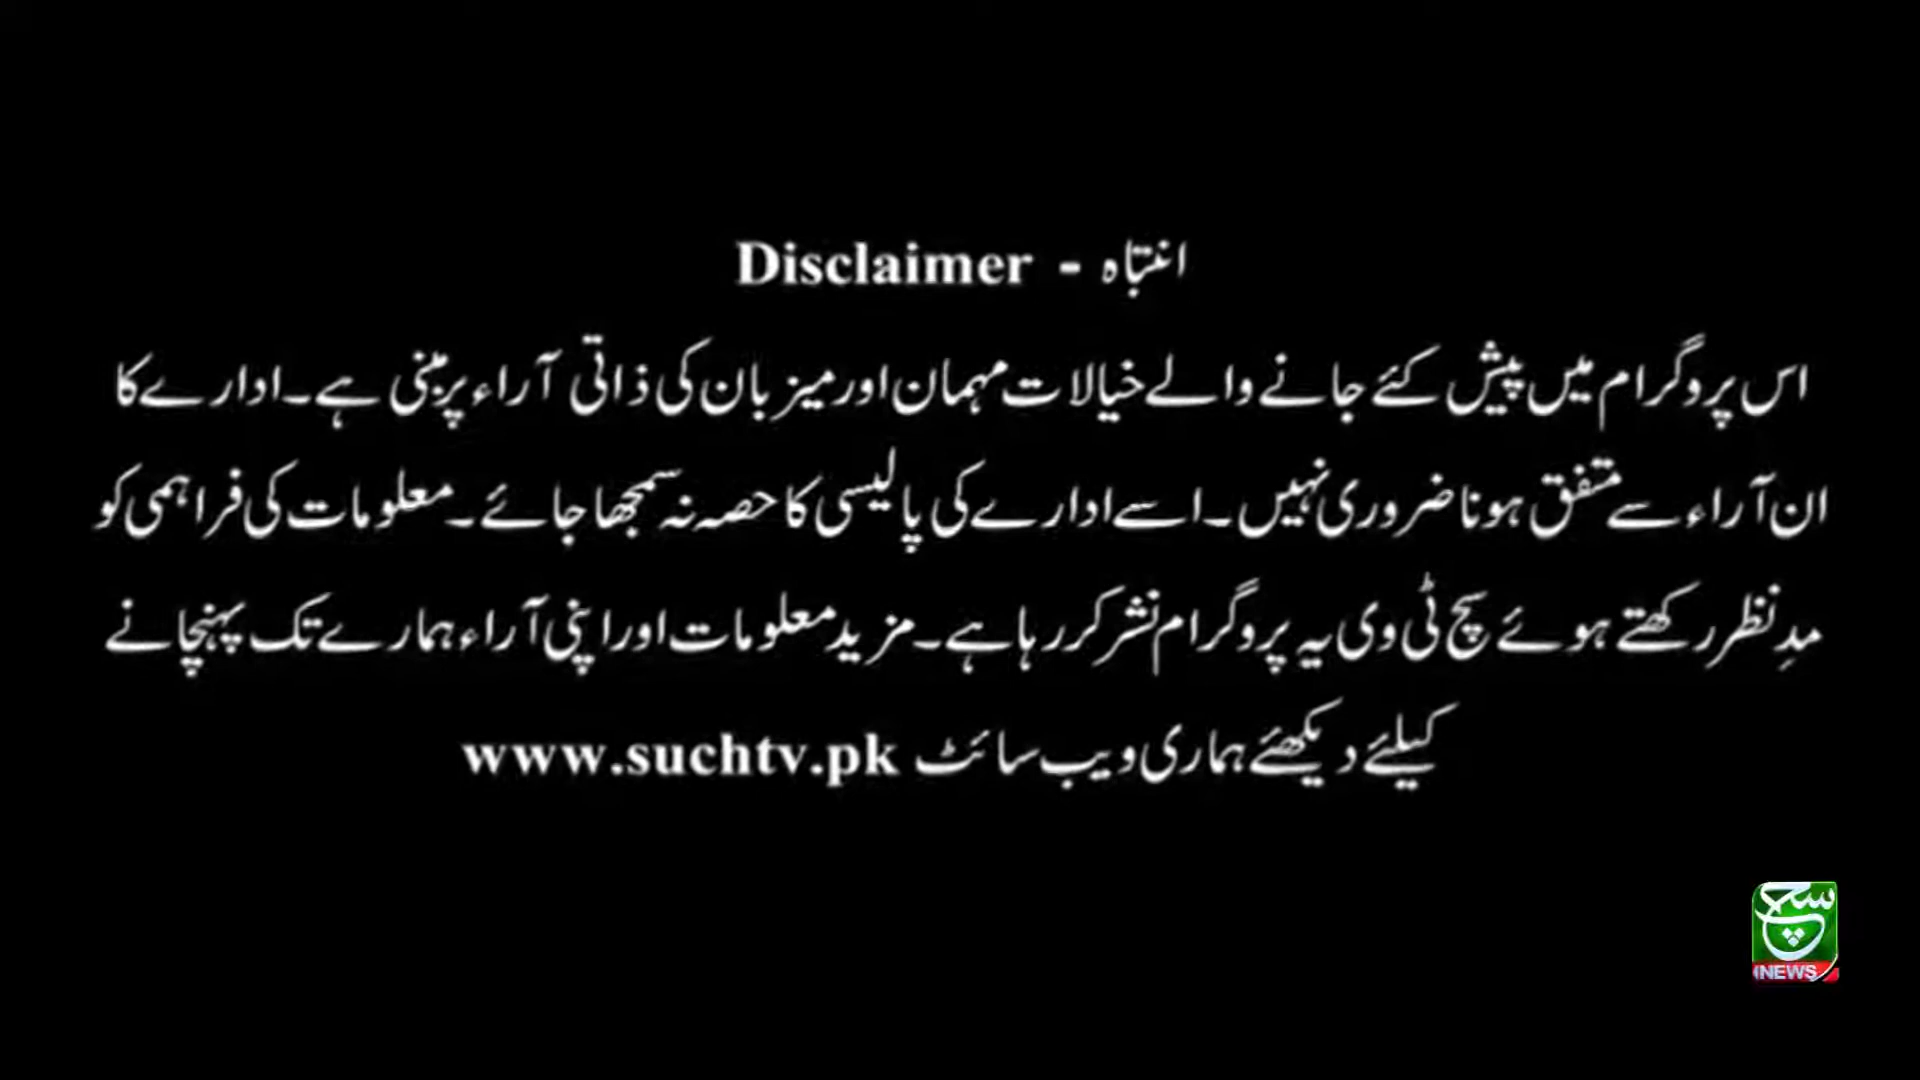 انتباہ - Disclaimer
اس پروگرام میں پیش کئے جانے والے خیالات مہمان اور میزبان کی ذاتی آراء پر مبنی ہے۔ ادارے کا
ان آراء سے متفق ہونا ضروری نہیں۔ اسے ادارے کی پالیسی کا حصہ نہ سمجھا جائے۔ معلومات کی فراہمی کو
مدِ نظر رکھتے ہوئے سچ ٹی وی یہ پروگرام نشر کر رہا ہے۔ مزید معلومات اور اپنی آراء ہمارے تک پہنچانے
کیلئے دیکھئے ہماری ویب سائٹ www.suchtv.pk
سچ
NEWS